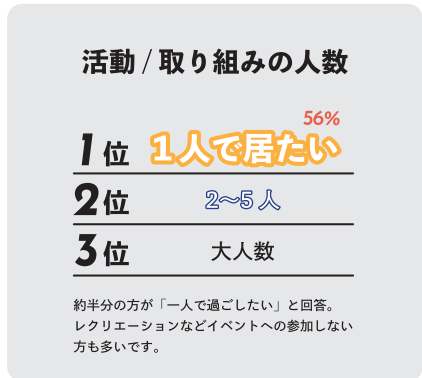 活動 / 取り組みの人数
56%
1位 1人で居たい
2位 2〜5人
3位 大人数
約半分の方が「一人で過ごしたい」と回答。
レクリエーションなどイベントへの参加しない
方も多いです。